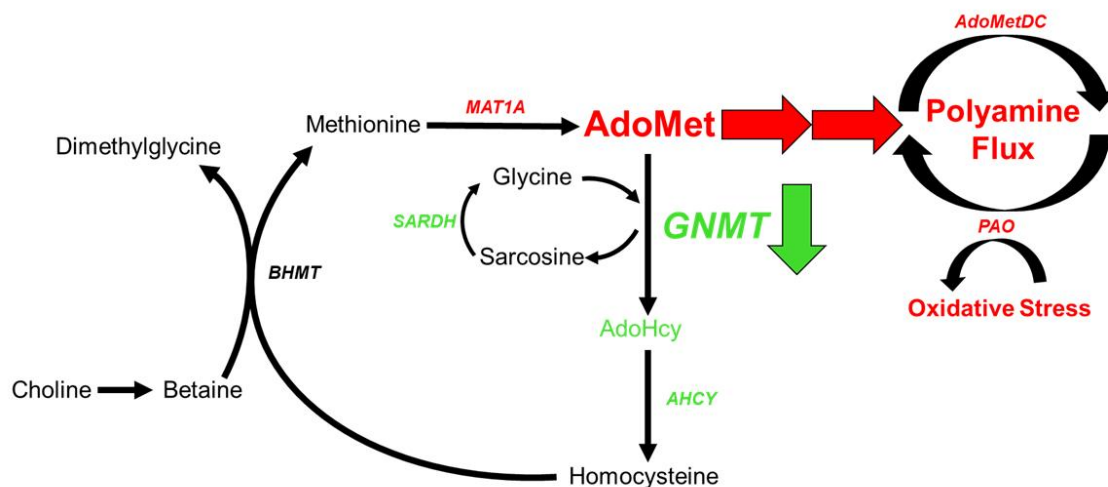 AdoMetDC
MAT1A
Methionine
AdoMet
Polyamine
Flux
Dimethylglycine
Glycine
SARDH
GNMT
PAO
Sarcosine
BHMT
Oxidative Stress
AdoHcy
Choline
Betaine
AHCY
Homocysteine